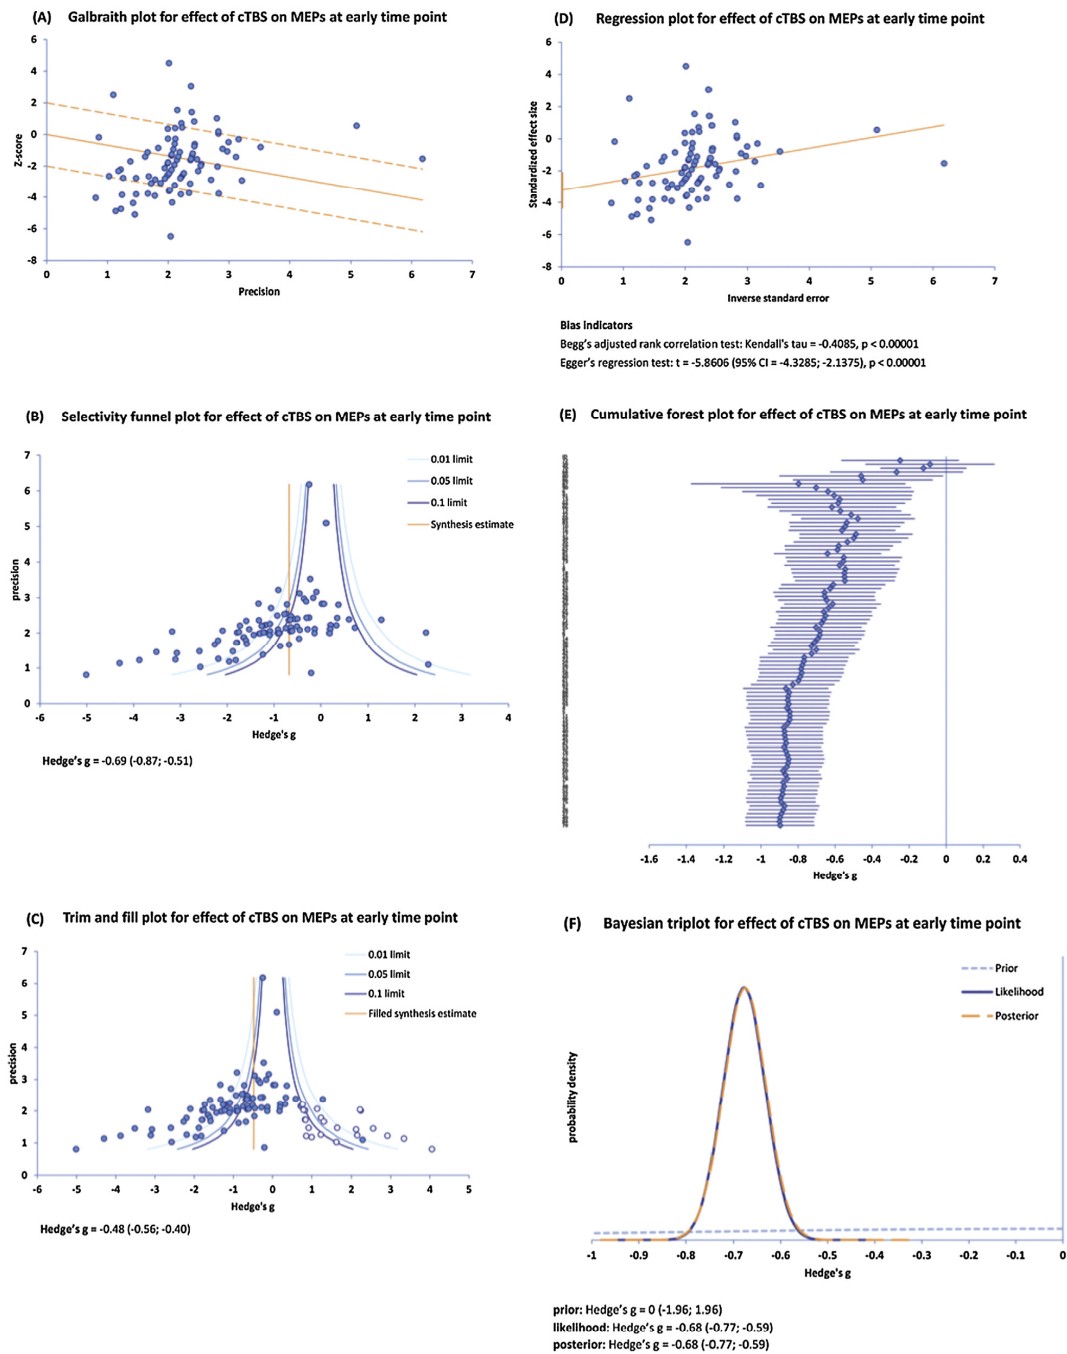 (A) Galbraith plot for effect of cTBS on MEPs at early time point
6
4
2
0
-2
-4
-6
-8
Z-score
0 1 2 3 4 5 6 7
Precision
(D) Regression plot for effect of cTBS on MEPs at early time point
6
4
2
0
-2
-4
-6
-8
Standardized effect size
0 1 2 3 4 5 6 7
Inverse standard error
Bias indicators
Begg's adjusted rank correlation test: Kendall's tau = -0.4085, p < 0.00001
Egger's regression test: t = -5.8606 (95% CI = -4.3285; -2.1375), p < 0.00001
(B) Selectivity funnel plot for effect of cTBS on MEPs at early time point
7
6
5
4
3
2
1
0
precision
0.01 limit
0.05 limit
0.1 limit
Synthesis estimate
-6 -5 -4 -3 -2 -1 0 1 2 3 4
Hedge's g
Hedge's g = -0.69 (-0.87; -0.51)
(E) Cumulative forest plot for effect of cTBS on MEPs at early time point
-1.6 -1.4 -1.2 -1 -0.8 -0.6 -0.4 -0.2 0 0.2 0.4
Hedge's g
(C) Trim and fill plot for effect of cTBS on MEPs at early time point
7
6
5
4
3
2
1
0
precision
0.01 limit
0.05 limit
0.1 limit
Filled synthesis estimate
-6 -5 -4 -3 -2 -1 0 1 2 3 4 5
Hedge's g
Hedge's g = -0.48 (-0.56; -0.40)
(F) Bayesian triplot for effect of cTBS on MEPs at early time point
Prior
Likelihood
Posterior
probability density
-1 -0.9 -0.8 -0.7 -0.6 -0.5 -0.4 -0.3 -0.2 -0.1 0
Hedge's g
prior: Hedge's g = 0 (-1.96; 1.96)
likelihood: Hedge's g = -0.68 (-0.77; -0.59)
posterior: Hedge's g = -0.68 (-0.77; -0.59)